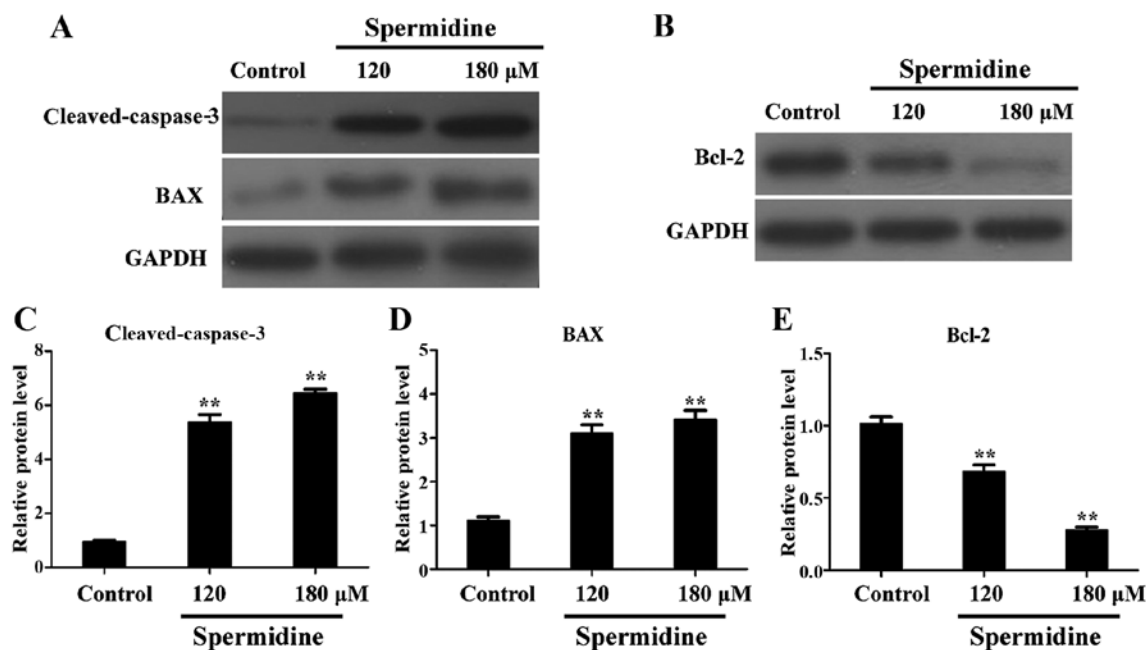 A
Spermidine
Control 120 180 μM
Cleaved-caspase-3
BAX
GAPDH
B
Spermidine
Control 120 180 μM
Bcl-2
GAPDH
C
Cleaved-caspase-3
Relative protein level
8
6
4
2
0
** **
Control 120 180 μM
Spermidine
D
BAX
Relative protein level
5
4
3
2
1
0
** **
Control 120 180 μM
Spermidine
E
Bcl-2
Relative protein level
1.5
1.0
0.5
0.0
**
**
Control 120 180 μM
Spermidine